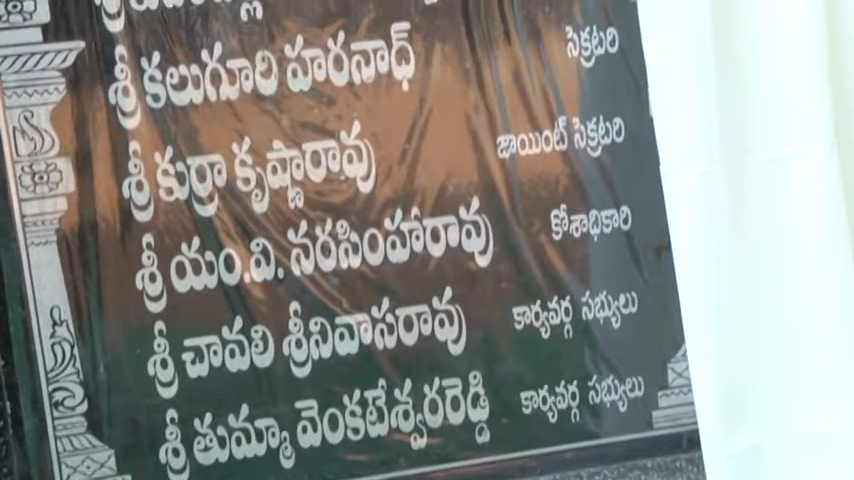 శ్రీ కలుగూరి హరనాధ్ సెక్రటరి
శ్రీ కుర్రా కృష్ణారావు జాయింట్ సెక్రటరి
శ్రీ యం.వి. నరసింహారావు కోశాధికారి
శ్రీ చావలి శ్రీనివాసరావు కార్యవర్గ సభ్యులు
శ్రీ తుమ్మా వెంకటేశ్వరరెడ్డి కార్యవర్గ సభ్యులు